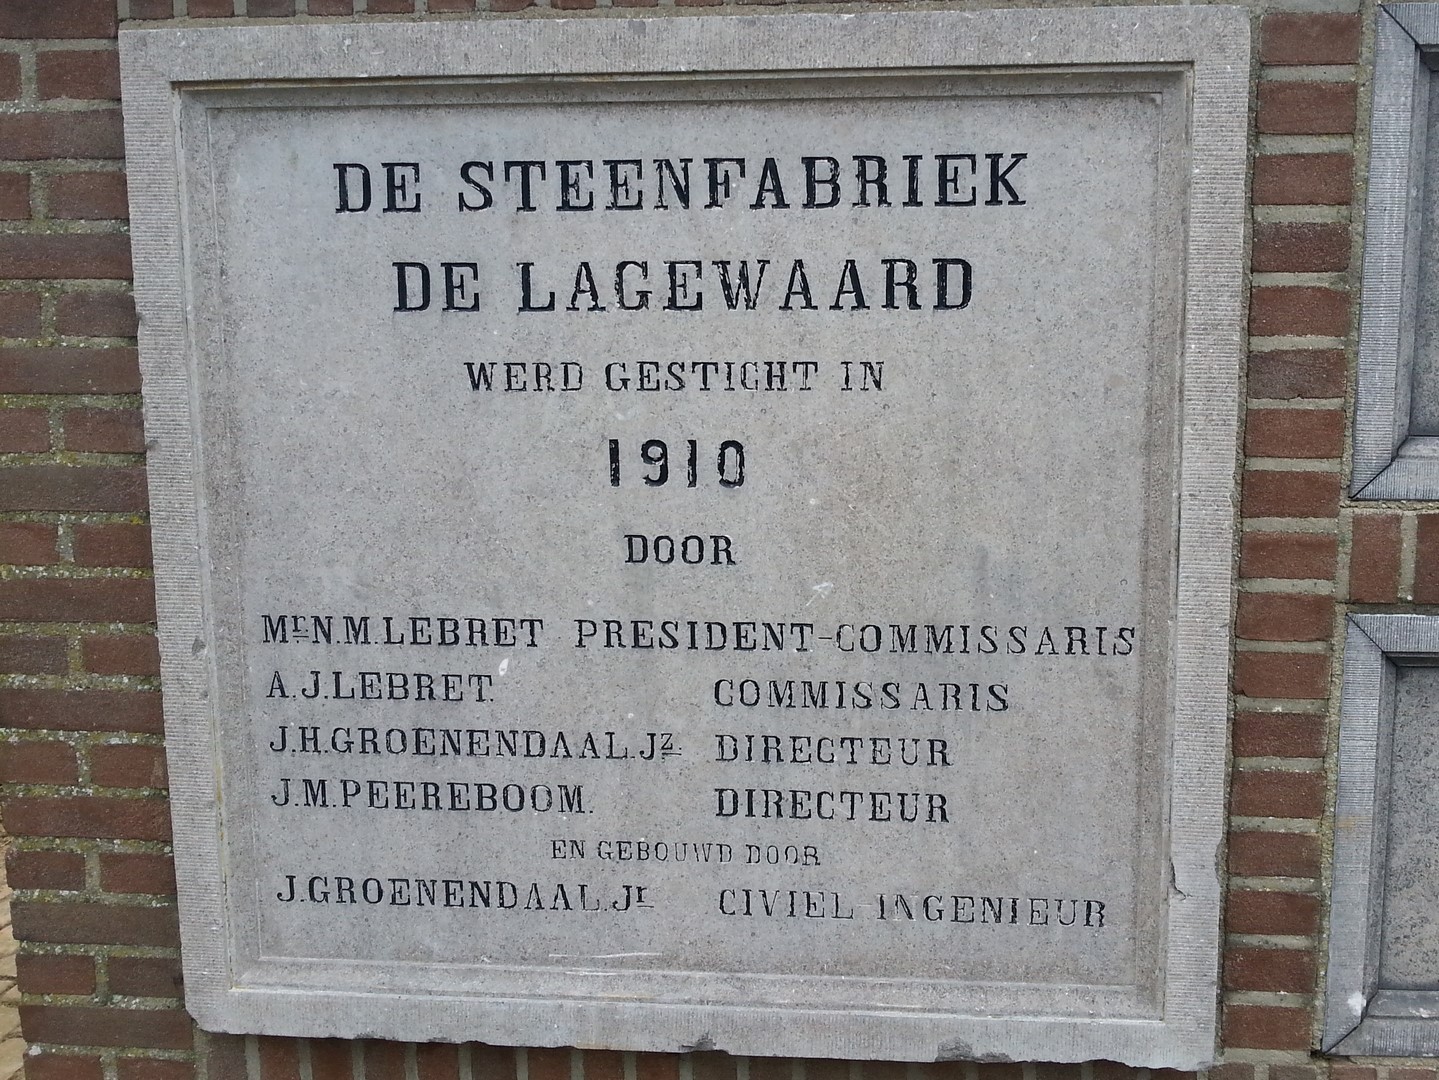 DE STEENFABRIEK
DE LAGEWAARD
WERD GESTICHT IN
1910
DOOR
Mr N.M.LEBRET PRESIDENT-COMMISSARIS
A.J.LEBRET. COMMISSARIS
J.H.GROENENDAAL.Jz. DIRECTEUR
J.M.PEEREBOOM. DIRECTEUR
EN GEBOUWD DOOR
J.GROENENDAAL.Jr. CIVIEL INGENIEUR